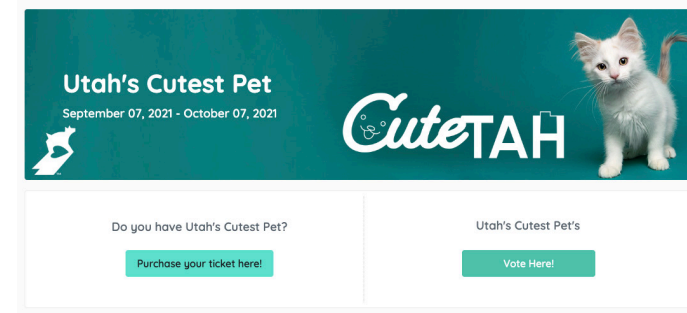 Utah's Cutest Pet
September 07, 2021 - October 07, 2021
CuteTAH
Do you have Utah's Cutest Pet?
Purchase your ticket here!
Utah's Cutest Pet's
Vote Here!